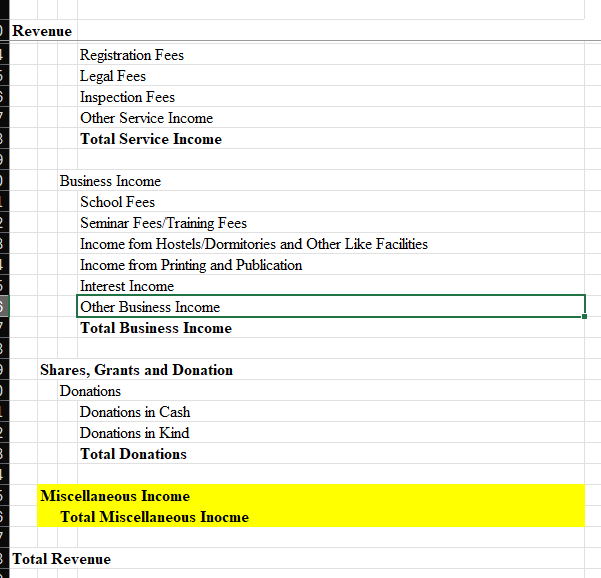 Revenue
Registration Fees
Legal Fees
Inspection Fees
Other Service Income
Total Service Income
Business Income
School Fees
Seminar Fees/Training Fees
Income fom Hostels/Dormitories and Other Like Facilities
Income from Printing and Publication
Interest Income
Other Business Income
Total Business Income
Shares, Grants and Donation
Donations
Donations in Cash
Donations in Kind
Total Donations
Miscellaneous Income
Total Miscellaneous Inocme
Total Revenue